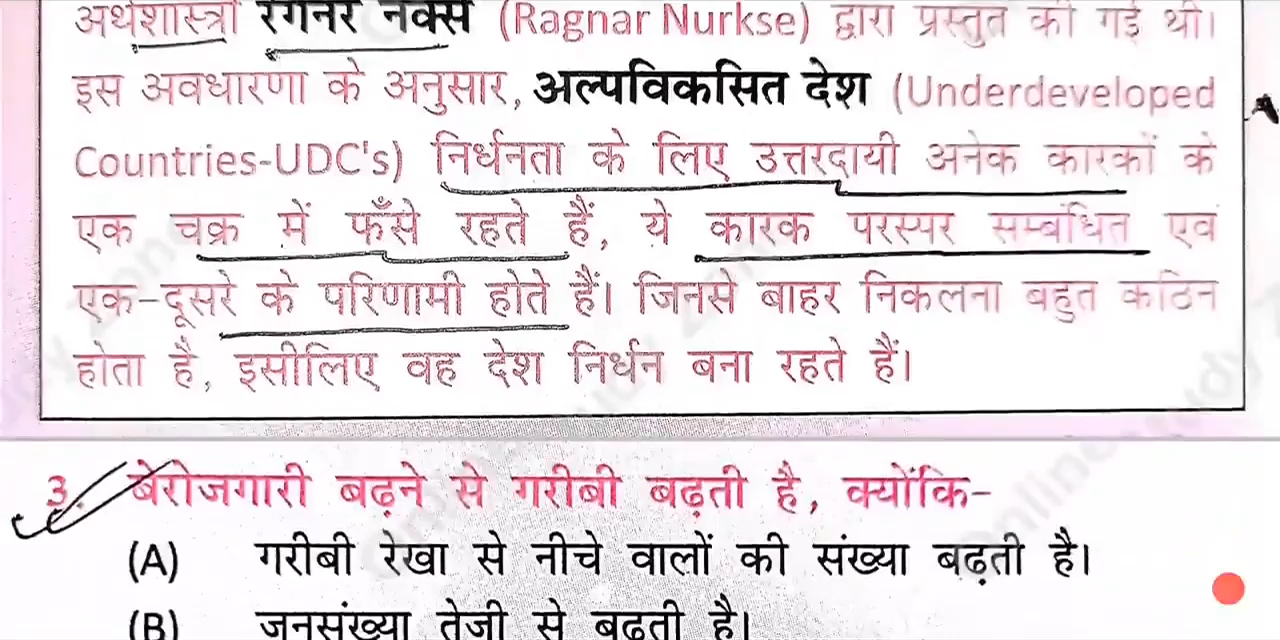 अर्थशास्त्री रेगनर नर्क्स (Ragnar Nurkse) द्वारा प्रस्तुत की गई थी।
इस अवधारणा के अनुसार, अल्पविकसित देश (Underdeveloped
Countries-UDC's) निर्धनता के लिए उत्तरदायी अनेक कारकों के
एक चक्र में फँसे रहते हैं, ये कारक परस्पर सम्बंधित एवं
एक-दूसरे के परिणामी होते हैं। जिनसे बाहर निकलना बहुत कठिन
होता है, इसीलिए वह देश निर्धन बना रहते हैं।
3. बेरोजगारी बढ़ने से गरीबी बढ़ती है, क्योंकि-
(A) गरीबी रेखा से नीचे वालों की संख्या बढ़ती है।
(B) जनसंख्या तेजी से बढ़ती है।